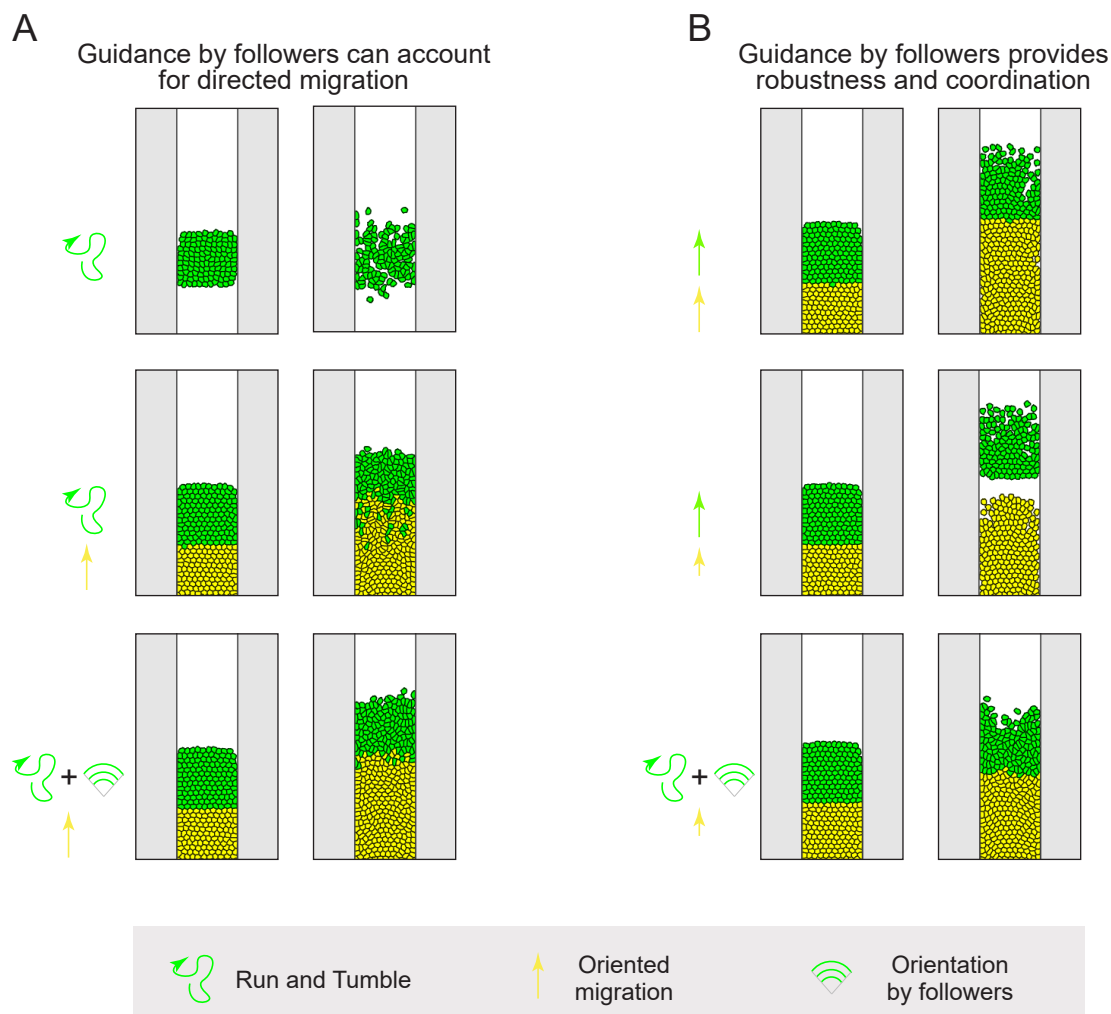 A
Guidance by followers can account
for directed migration
B
Guidance by followers provides
robustness and coordination
+
+
Run and Tumble
Oriented
migration
Orientation
by followers